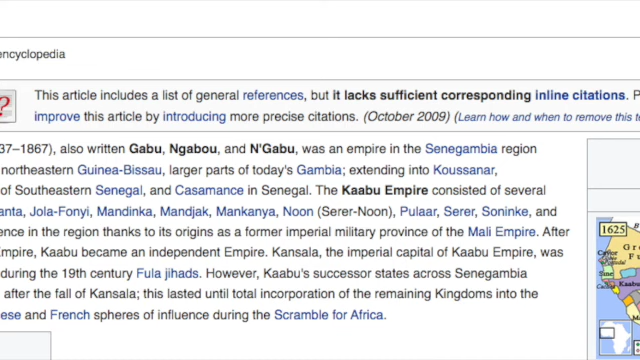 encyclopedia
This article includes a list of general references, but it lacks sufficient corresponding inline citations. P
improve this article by introducing more precise citations. (October 2009) (Learn how and when to remove this te
37–1867), also written Gabu, Ngabou, and N'Gabu, was an empire in the Senegambia region
northeastern Guinea-Bissau, larger parts of today's Gambia; extending into Koussanar,
of Southeastern Senegal, and Casamance in Senegal. The Kaabu Empire consisted of several
anta, Jola-Fonyi, Mandinka, Mandjak, Mankanya, Noon (Serer-Noon), Pulaar, Serer, Soninke, and
ence in the region thanks to its origins as a former imperial military province of the Mali Empire. After
Empire, Kaabu became an independent Empire. Kansala, the imperial capital of Kaabu Empire, was
during the 19th century Fula jihads. However, Kaabu's successor states across Senegambia
after the fall of Kansala; this lasted until total incorporation of the remaining Kingdoms into the
ese and French spheres of influence during the Scramble for Africa.
1625
Kaabu